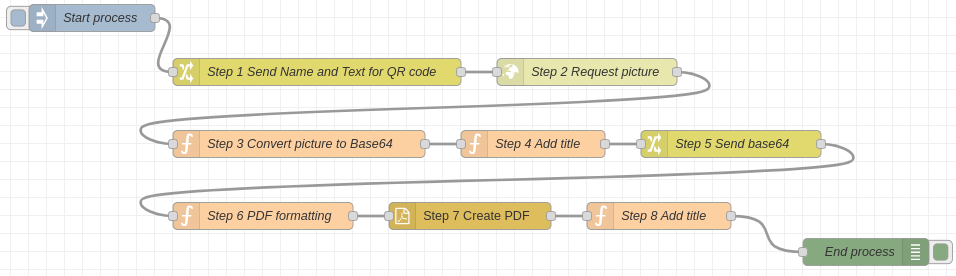 Start process
Step 1 Send Name and Text for QR code
Step 2 Request picture
Step 3 Convert picture to Base64
Step 4 Add title
Step 5 Send base64
Step 6 PDF formatting
Step 7 Create PDF
Step 8 Add title
End process